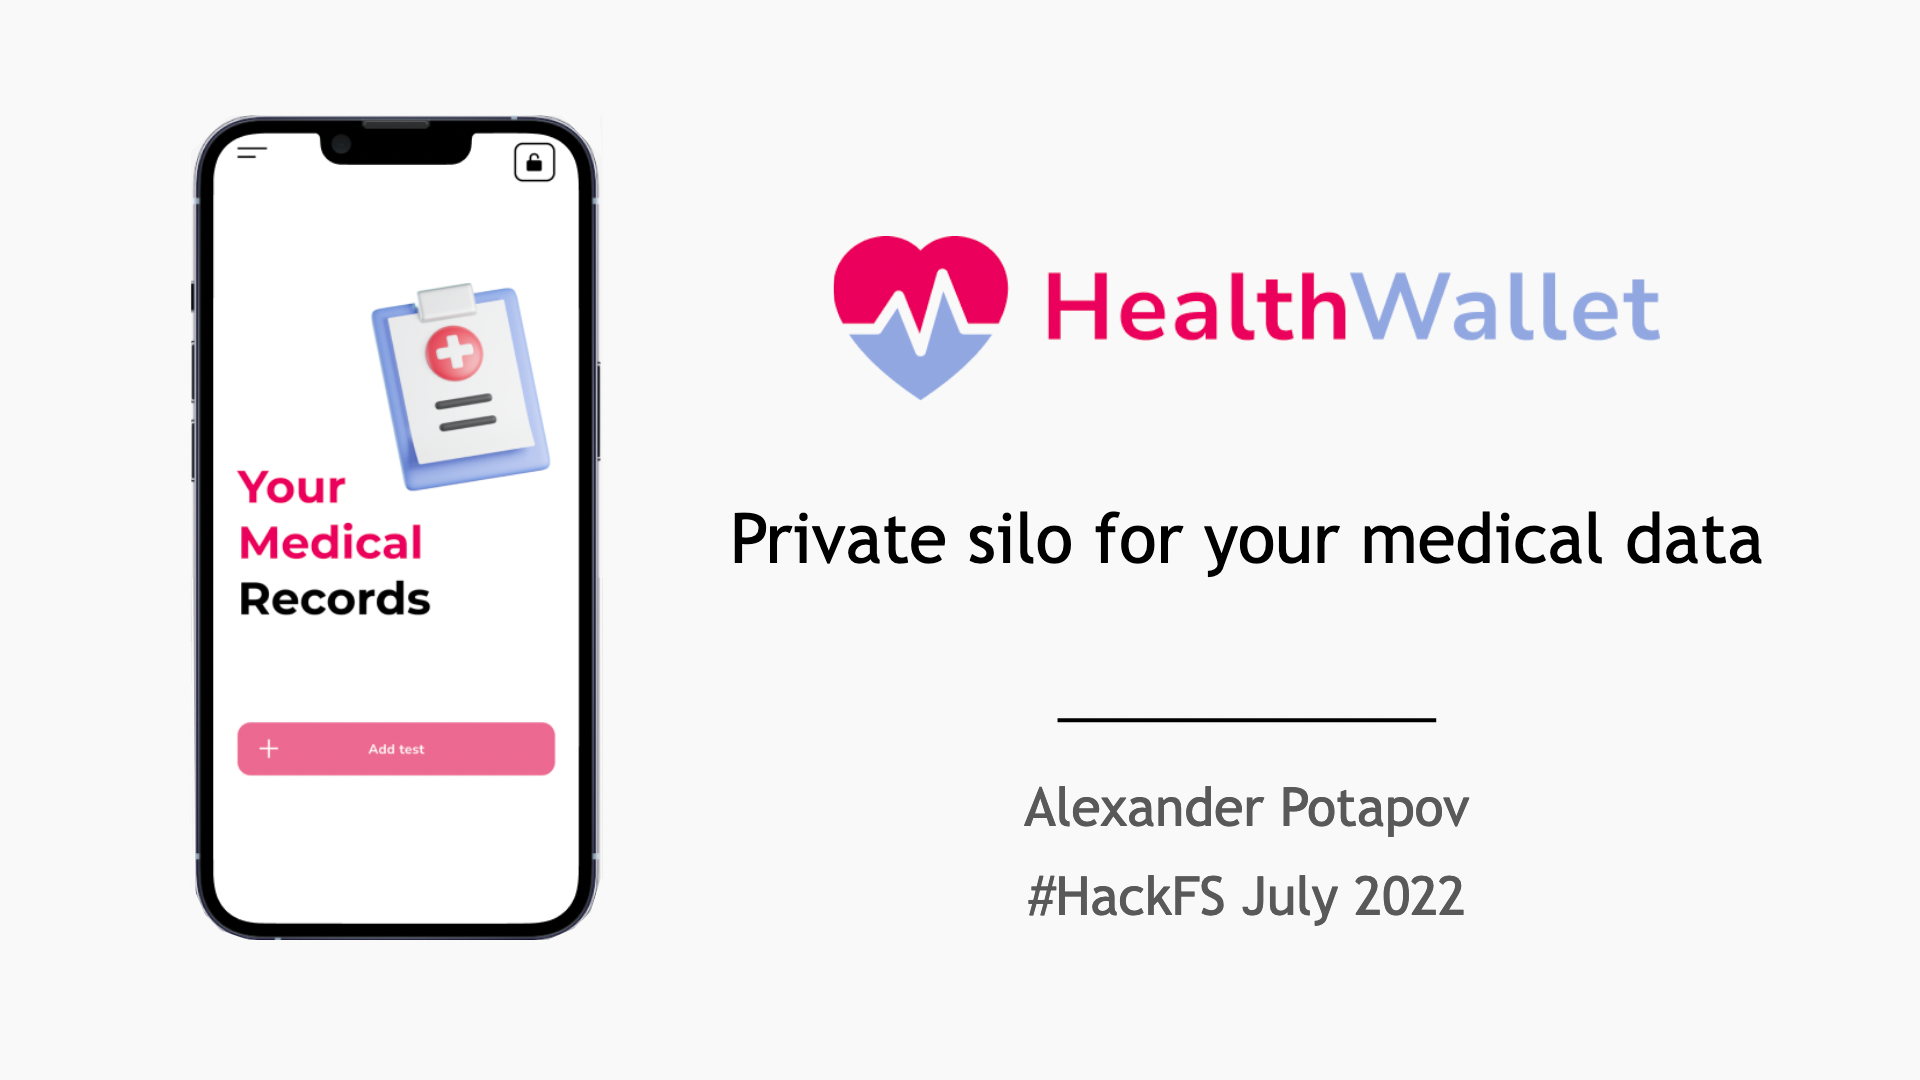 Your
Medical
Records
Add test
HealthWallet
Private silo for your medical data
Alexander Potapov
#HackFS July 2022